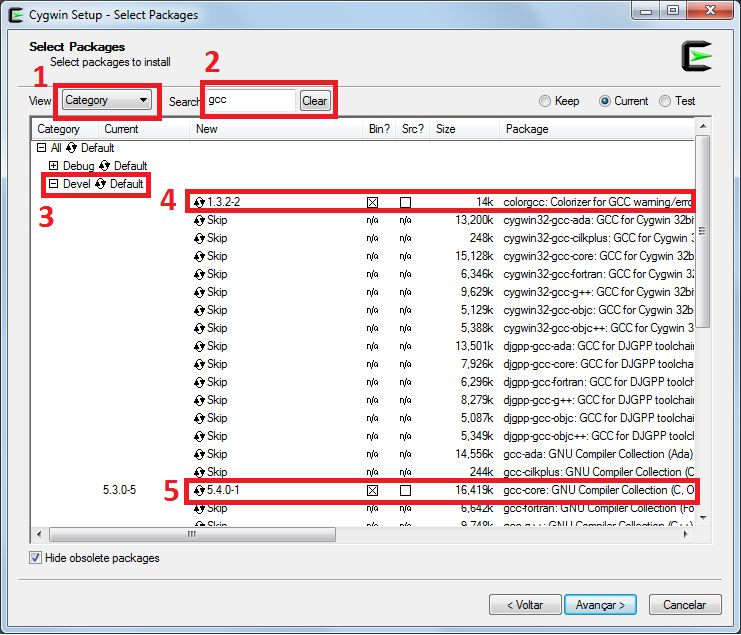 Cygwin Setup - Select Packages
Select Packages
Select packages to install
1 2
View Category Search gcc Clear Keep Current Test
Category Current New Bin? Src? Size Package
All Default
Debug Default
Devel Default
3
4 1.3.2-2 14k colorgcc: Colorizer for GCC warning/erro
Skip n/a n/a 13,200k cygwin32-gcc-ada: GCC for Cygwin 32bi
Skip n/a n/a 248k cygwin32-gcc-cilkplus: GCC for Cygwin
Skip n/a n/a 15,128k cygwin32-gcc-core: GCC for Cygwin 32b
Skip n/a n/a 6,346k cygwin32-gcc-fortran: GCC for Cygwin 3
Skip n/a n/a 9,629k cygwin32-gcc-g++: GCC for Cygwin 32bi
Skip n/a n/a 5,129k cygwin32-gcc-objc: GCC for Cygwin 32b
Skip n/a n/a 5,388k cygwin32-gcc-objc++: GCC for Cygwin 3
Skip n/a n/a 13,501k djgpp-gcc-ada: GCC for DJGPP toolchai
Skip n/a n/a 7,926k djgpp-gcc-core: GCC for DJGPP toolchai
Skip n/a n/a 6,296k djgpp-gcc-fortran: GCC for DJGPP toolch
Skip n/a n/a 8,279k djgpp-gcc-g++: GCC for DJGPP toolchai
Skip n/a n/a 5,087k djgpp-gcc-objc: GCC for DJGPP toolchai
Skip n/a n/a 5,349k djgpp-gcc-objc++: GCC for DJGPP toolch
Skip n/a n/a 14,556k gcc-ada: GNU Compiler Collection (Ada)
Skip n/a n/a 244k gcc-cilkplus: GNU Compiler Collection (C
5.3.0-5 5 5.4.0-1 16,419k gcc-core: GNU Compiler Collection (C, O
Skip n/a n/a 6,642k gcc-fortran: GNU Compiler Collection (Fo
Skip n/a n/a 9,748k gcc-g++: GNU Compiler Collection (C++)
Hide obsolete packages
< Voltar Avançar > Cancelar